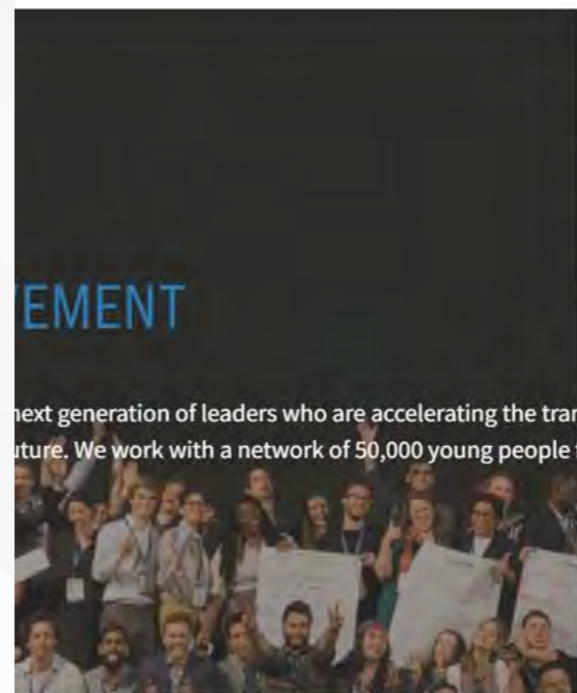 EMENT
next generation of leaders who are accelerating the
uture. We work with a network of 50,000 young people